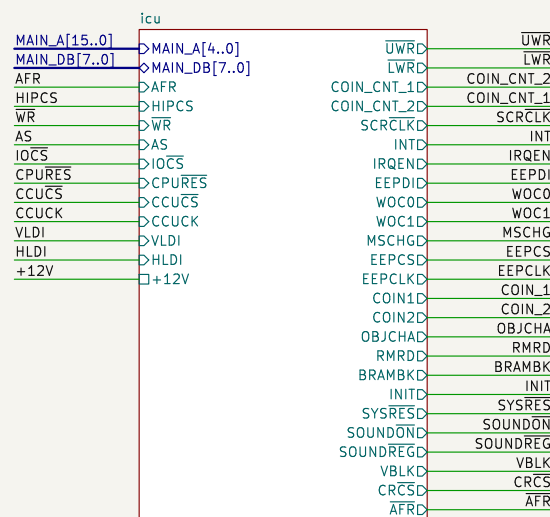 icu
MAIN_A[15..0] MAIN_A[4..0] UWR UWR
MAIN_DB[7..0] MAIN_DB[7..0] LWR LWR
AFR AFR COIN_CNT_1 COIN_CNT_2
HIPCS HIPCS COIN_CNT_2 COIN_CNT_1
WR WR SCRCLK SCRCLK
AS AS INT INT
IOCS IOCS IRQEN IRQEN
CPURES CPURES EEPDI EEPDI
CCUCS CCUCS WOC0 WOC0
CCUCK CCUCK WOC1 WOC1
VLDI VLDI MSCHG MSCHG
HLDI HLDI EEPCS EEPCS
+12V +12V EEPCLK EEPCLK
COIN1 COIN_1
COIN2 COIN_2
OBJCHA OBJCHA
RMRD RMRD
BRAMBK BRAMBK
INIT INIT
SYSRES SYSRES
SOUNDON SOUNDON
SOUNDREG SOUNDREG
VBLK VBLK
CRCS CRCS
AFR AFR